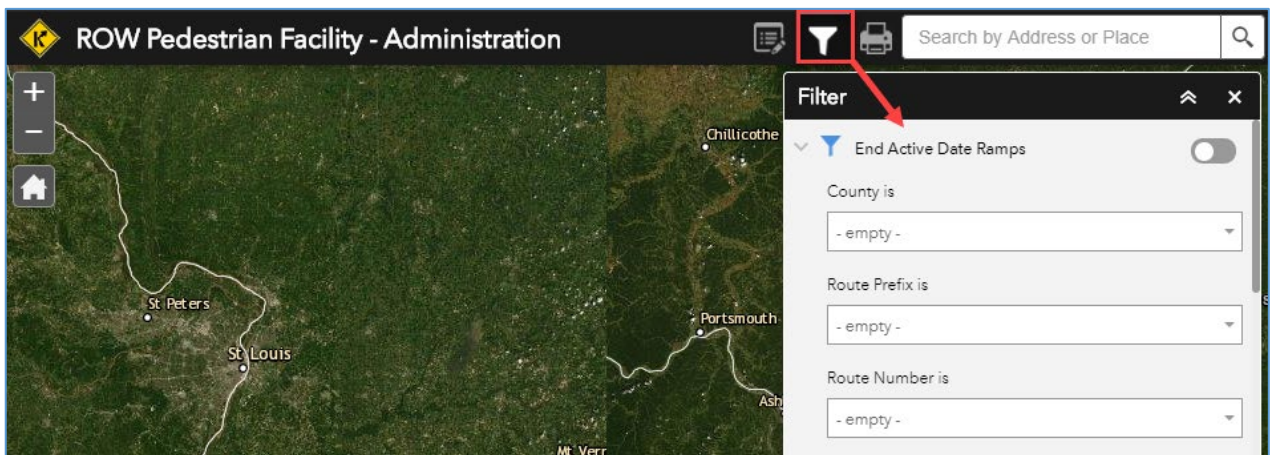 K
ROW Pedestrian Facility - Administration
Search by Address or Place
+
−
Filter
Chillicothe
End Active Date Ramps
County is
- empty -
Route Prefix is
St Peters
Portsmouth
- empty -
St Louis
Route Number is
Ash
- empty -
Mt Verr